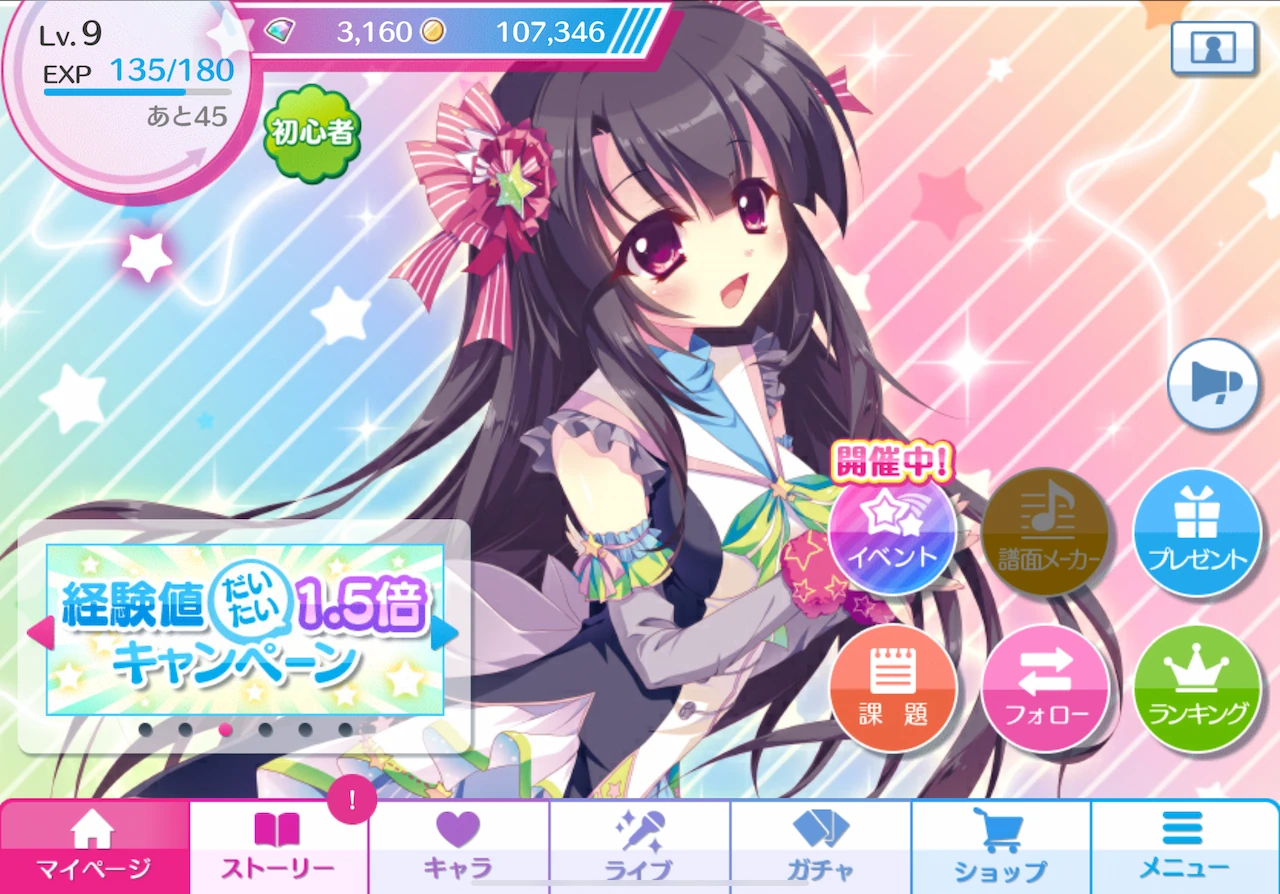 Lv. 9
3,160
107,346
EXP 135/180
あと45
初心者
開催中!
イベント
譜面メーカー
プレゼント
経験値だいたい1.5倍
キャンペーン
課題
フォロー
ランキング
!
マイページ
ストーリー
キャラ
ライブ
ガチャ
ショップ
メニュー